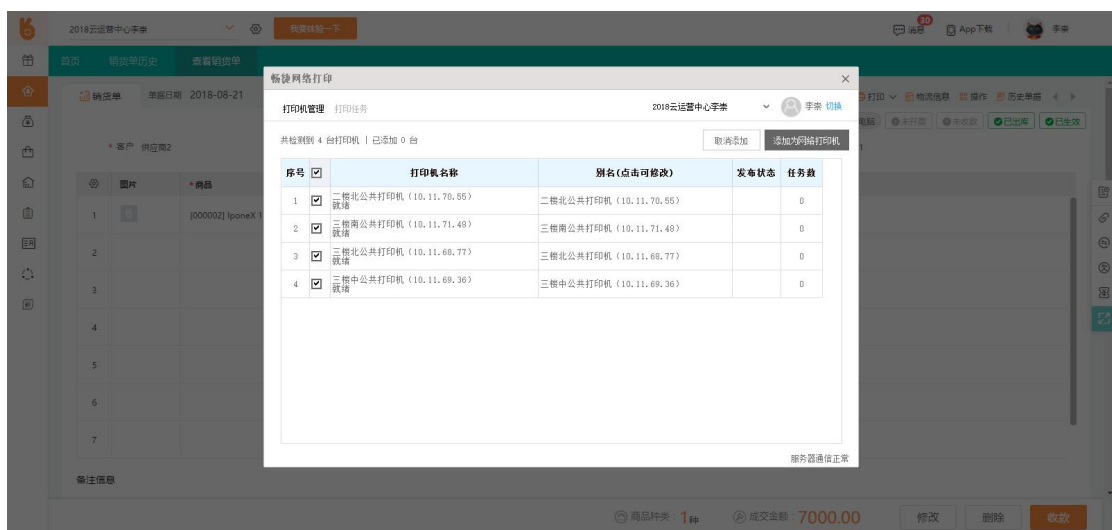 2018云运营中心李崇
我要体验一下
30
消息
App下载
李崇
首页 销货单历史 查看销货单
销货单 单据日期 2018-08-21
打印 物流信息 操作 历史单据
未开票 未收款 已出库 已生效
* 客户 供应商2
图片 *商品
1 [000002] IponeX 1
2
3
4
5
6
7
备注信息
商品种类：1种 成交金额：7000.00 修改 删除 收款
畅捷网络打印
打印机管理 打印任务 2018云运营中心李崇 李崇 切换
共检测到 4 台打印机 | 已添加 0 台 取消添加 添加为网络打印机
序号 打印机名称 别名(点击可修改) 发布状态 任务数
1 二楼北公共打印机 (10.11.70.55) 二楼北公共打印机 (10.11.70.55) 0
就绪
2 三楼南公共打印机 (10.11.71.48) 三楼南公共打印机 (10.11.71.48) 0
就绪
3 三楼北公共打印机 (10.11.68.77) 三楼北公共打印机 (10.11.68.77) 0
就绪
4 三楼中公共打印机 (10.11.69.36) 三楼中公共打印机 (10.11.69.36) 0
就绪
服务器通信正常